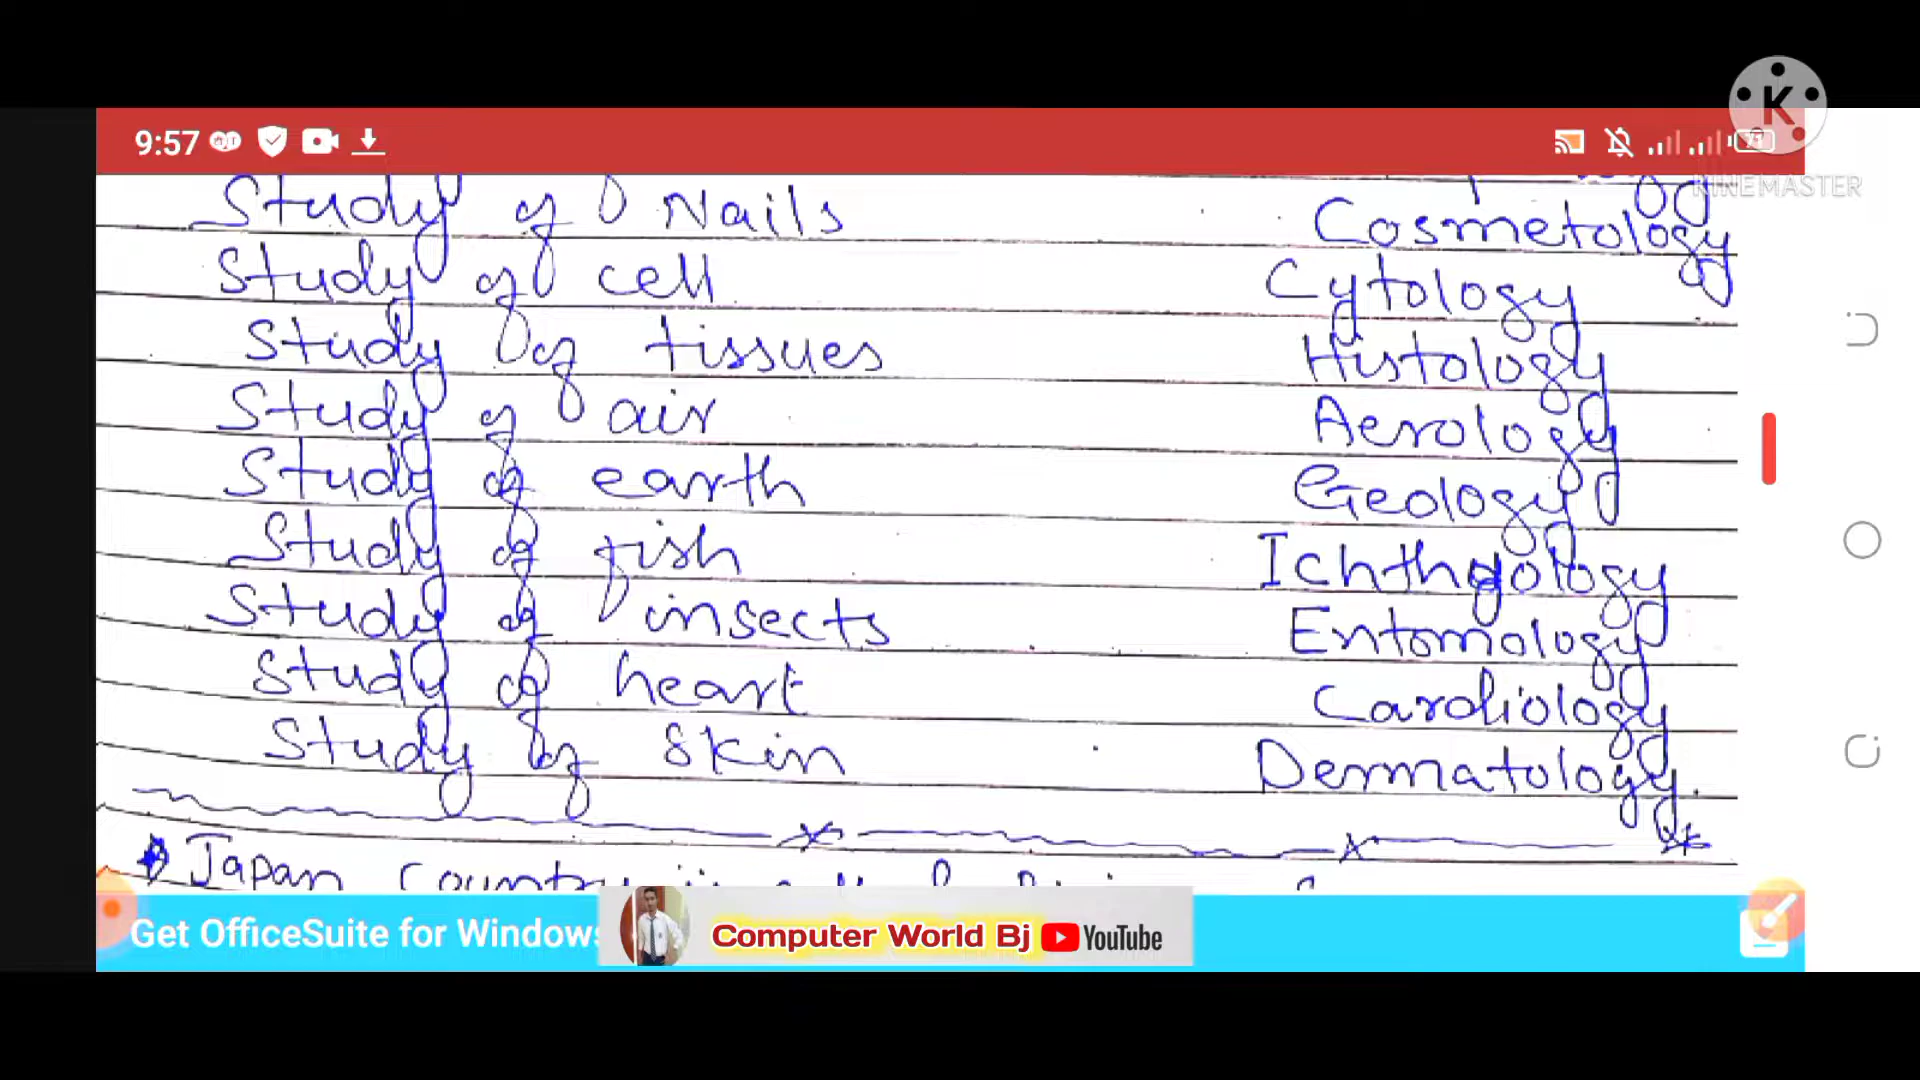 9:57
71
KINEMASTER
Study of Nails Cosmetology
Study of cell Cytology
Study of tissues Histology
Study of air Aerology
Study of earth Geology
Study of fish Ichthyology
Study of insects Entomology
Study of heart Cardiology
Study of Skin Dermatology.
Japan country
Get OfficeSuite for Windows
Computer World Bj YouTube